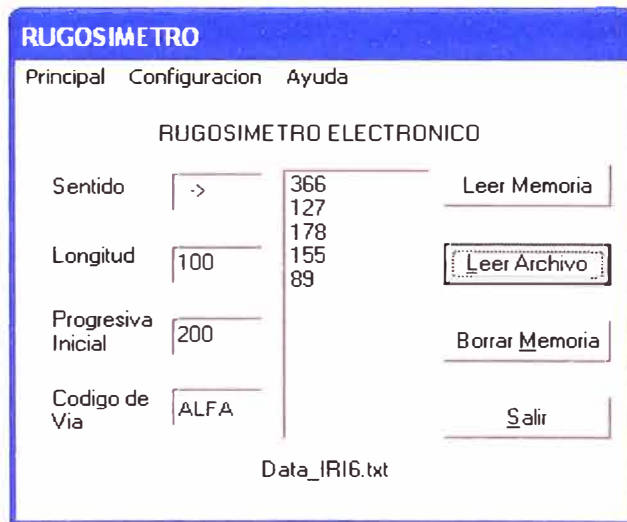 RUGOSIMETRO
Principal Configuracion Ayuda
RUGOSIMETRO ELECTRONICO
Sentido
->
Longitud
100
Progresiva
Inicial
200
Codigo de
Via
ALFA
366
127
178
155
89
Leer Memoria
Leer Archivo
Borrar Memoria
Salir
Data_IRI6.txt